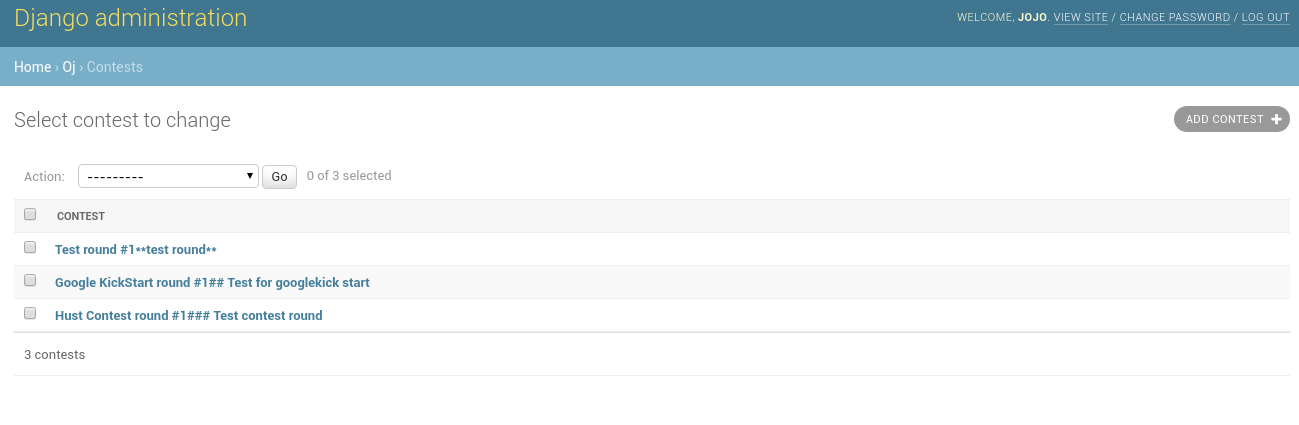 Django administration
WELCOME, JOJO. VIEW SITE / CHANGE PASSWORD / LOG OUT
Home › Oj › Contests
Select contest to change
ADD CONTEST +
Action: --------- Go 0 of 3 selected
CONTEST
Test round #1**test round**
Google KickStart round #1## Test for googlekick start
Hust Contest round #1### Test contest round
3 contests